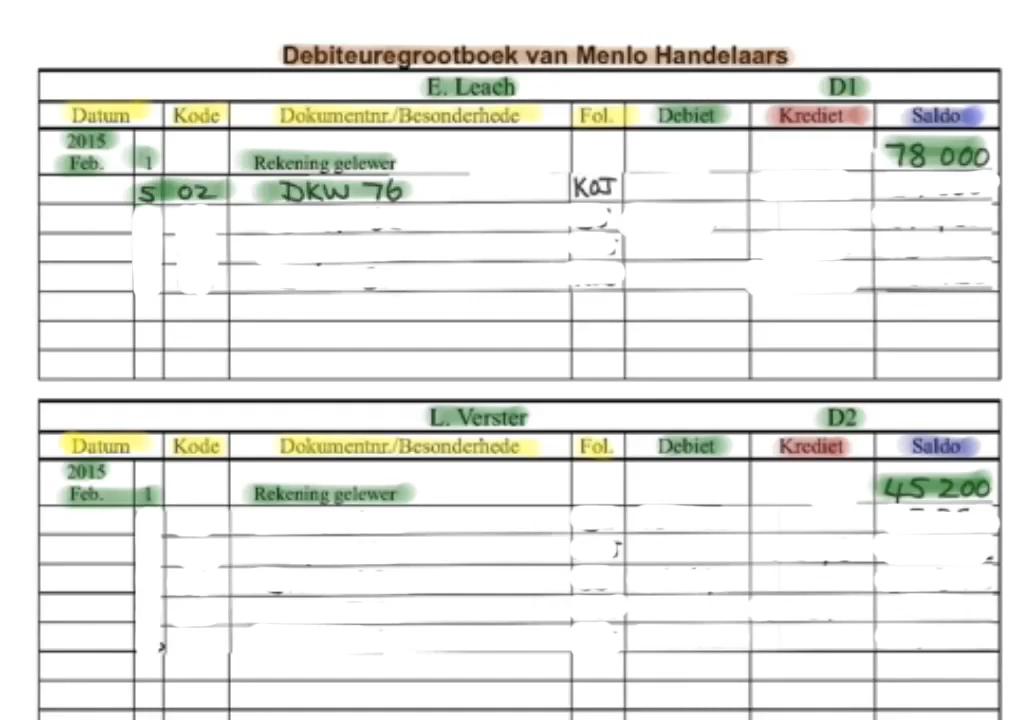 Debiteuregrootboek van Menlo Handelaars
E. Leach D1
Datum Kode Dokumentnr./Besonderhede Fol. Debiet Krediet Saldo
2015
Feb. 1 Rekening gelewer 78 000
5 02 DKW 76 KOJ
L. Verster D2
Datum Kode Dokumentnr./Besonderhede Fol. Debiet Krediet Saldo
2015
Feb. 1 Rekening gelewer 45 200